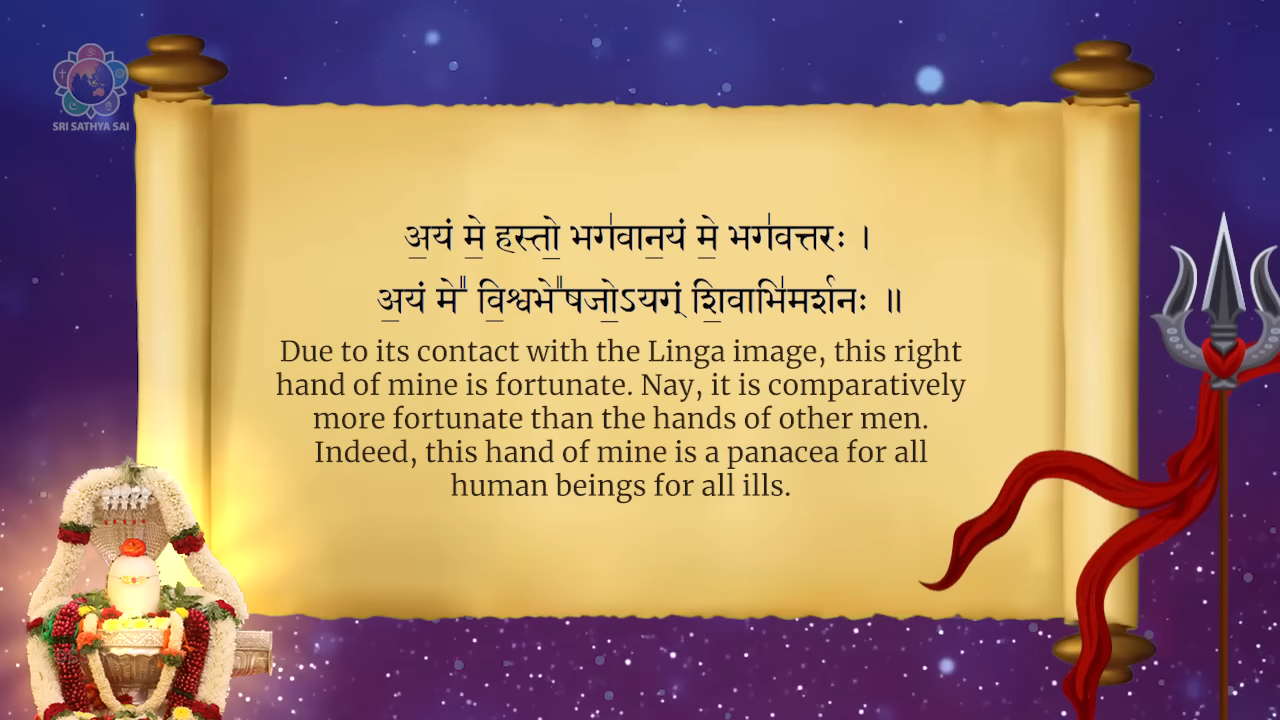 SRI SATHYA SAI
अ॒यं मे॒ हस्तो॒ भग॑वान॒यं मे॒ भग॑वत्तरः ।
अ॒यं मे᳚ वि॒श्वभे᳚षजो॒ऽयग्ं शि॒वाभि॑मर्शनः ॥
Due to its contact with the Linga image, this right
hand of mine is fortunate. Nay, it is comparatively
more fortunate than the hands of other men.
Indeed, this hand of mine is a panacea for all
human beings for all ills.